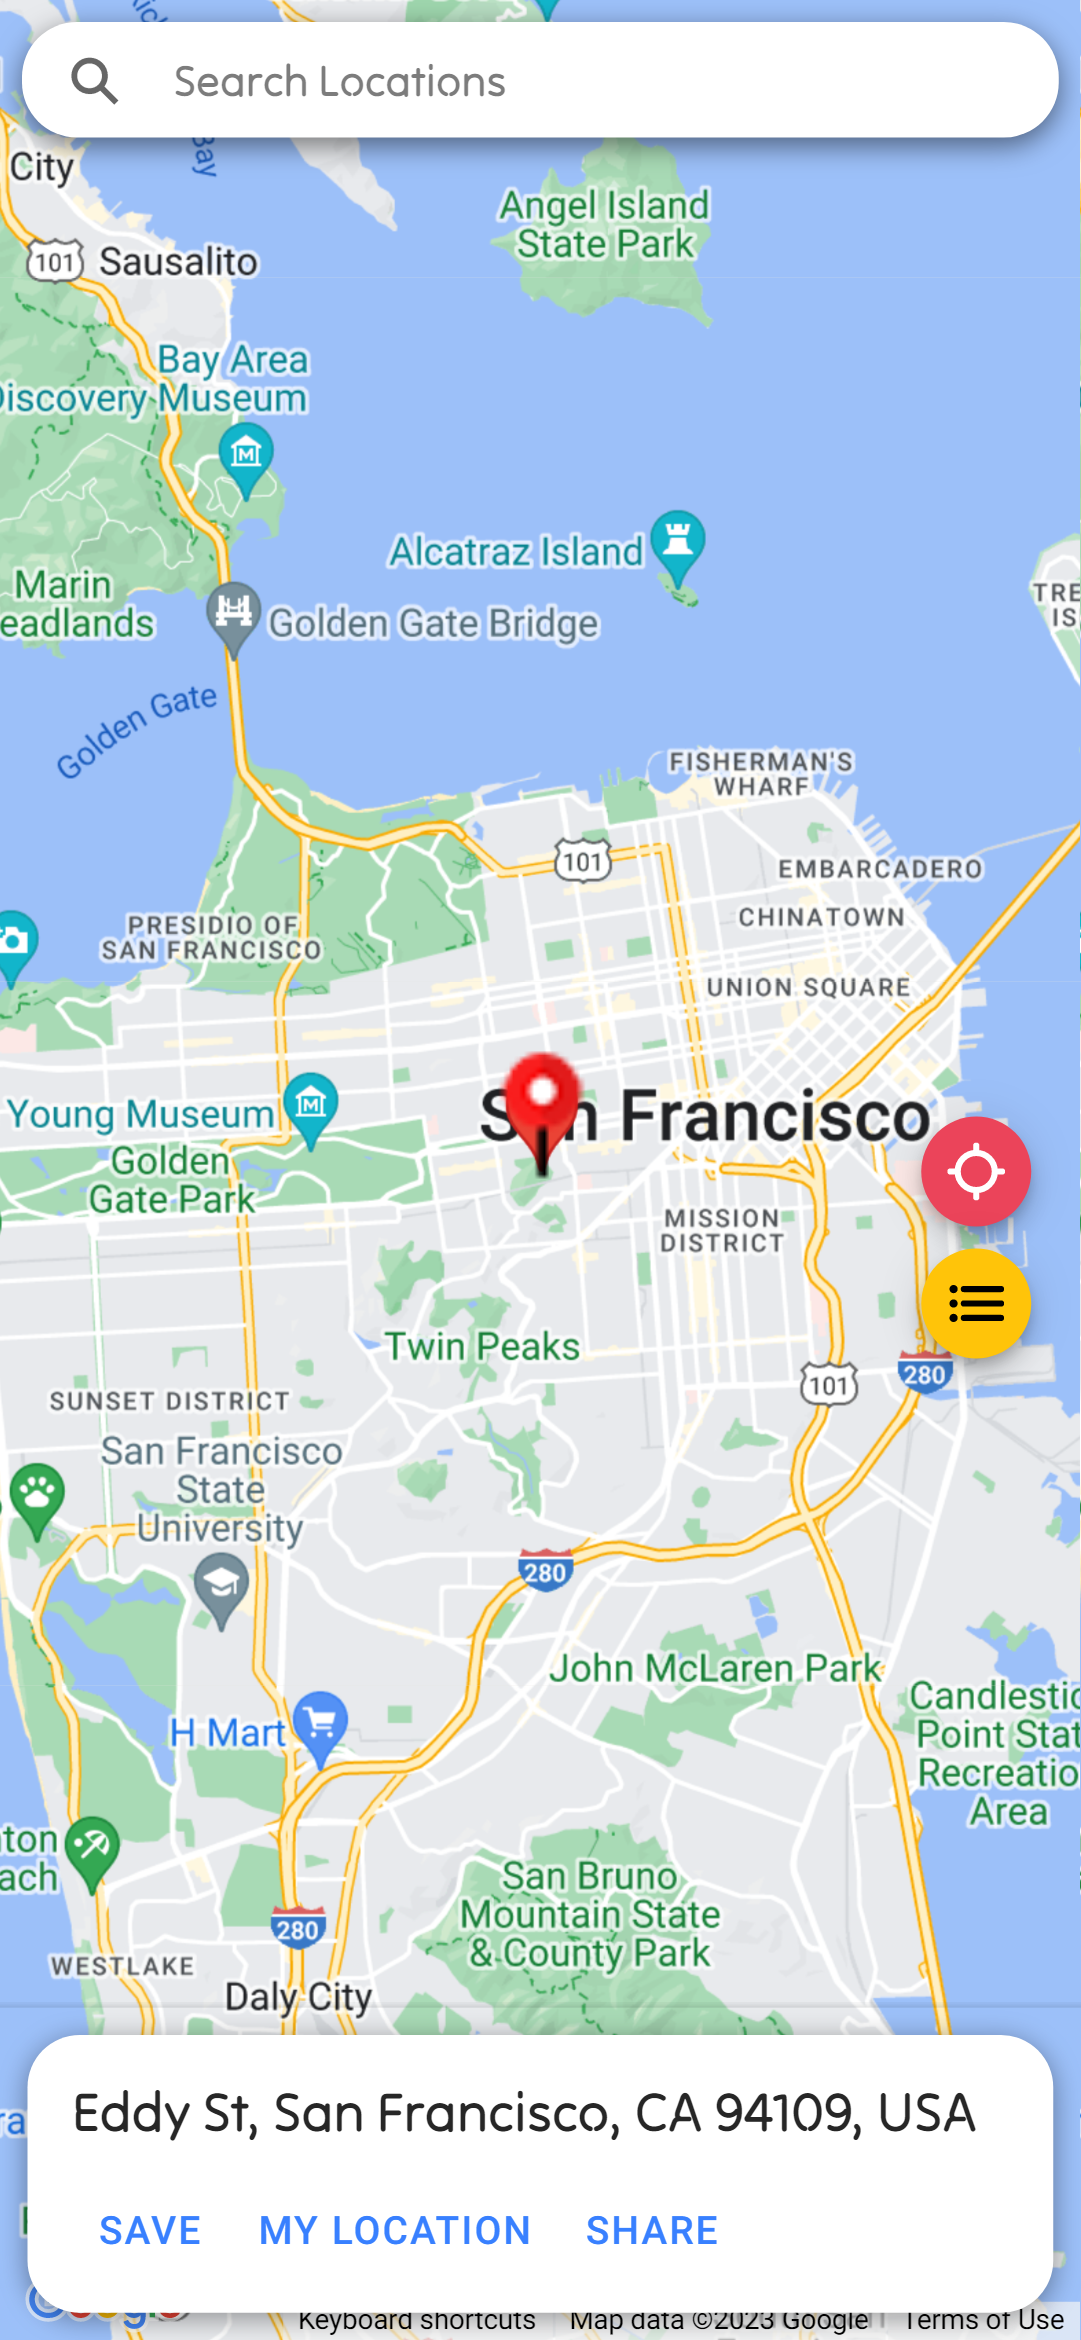 Search Locations
Bay
City
Angel Island
State Park
101
Sausalito
Bay Area
Discovery Museum
Alcatraz Island
Marin
eadlands
TRE
IS
Golden Gate Bridge
Golden Gate
FISHERMAN'S
WHARF
101
EMBARCADERO
CHINATOWN
PRESIDIO OF
SAN FRANCISCO
UNION SQUARE
San Francisco
Young Museum
Golden
Gate Park
MISSION
DISTRICT
Twin Peaks
101
280
SUNSET DISTRICT
San Francisco
State
University
280
John McLaren Park
Candlestic
Point Stat
Recreatio
Area
H Mart
ton
ach
San Bruno
Mountain State
& County Park
280
WESTLAKE
Daly City
Eddy St, San Francisco, CA 94109, USA
ra
SAVE
MY LOCATION
SHARE
Google
Keyboard shortcuts
Map data ©2023 Google
Terms of Use